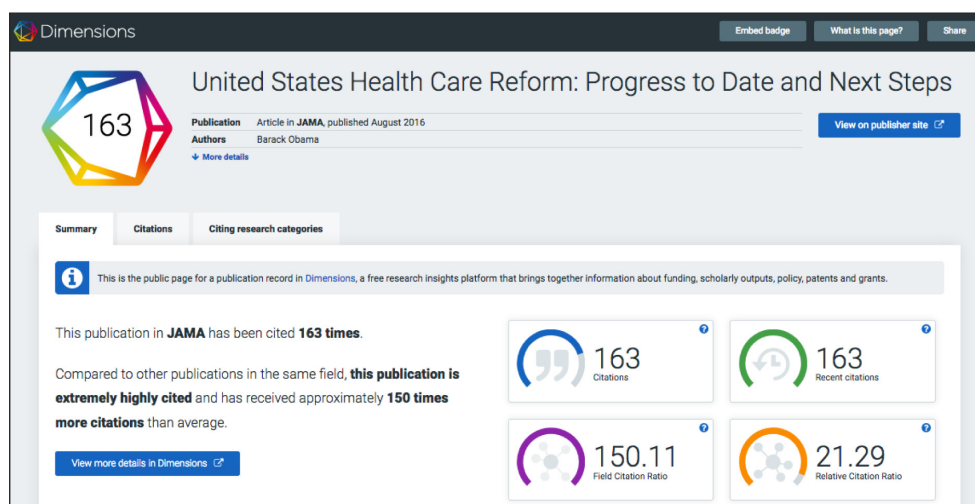 Dimensions
Embed badge
What is this page?
Share
163
United States Health Care Reform: Progress to Date and Next Steps
Publication Article in JAMA, published August 2016
Authors Barack Obama
More details
View on publisher site
Summary
Citations
Citing research categories
This is the public page for a publication record in Dimensions, a free research insights platform that brings together information about funding, scholarly outputs, policy, patents and grants.
This publication in JAMA has been cited 163 times.
Compared to other publications in the same field, this publication is
extremely highly cited and has received approximately 150 times
more citations than average.
View more details in Dimensions
163
Citations
163
Recent citations
150.11
Field Citation Ratio
21.29
Relative Citation Ratio